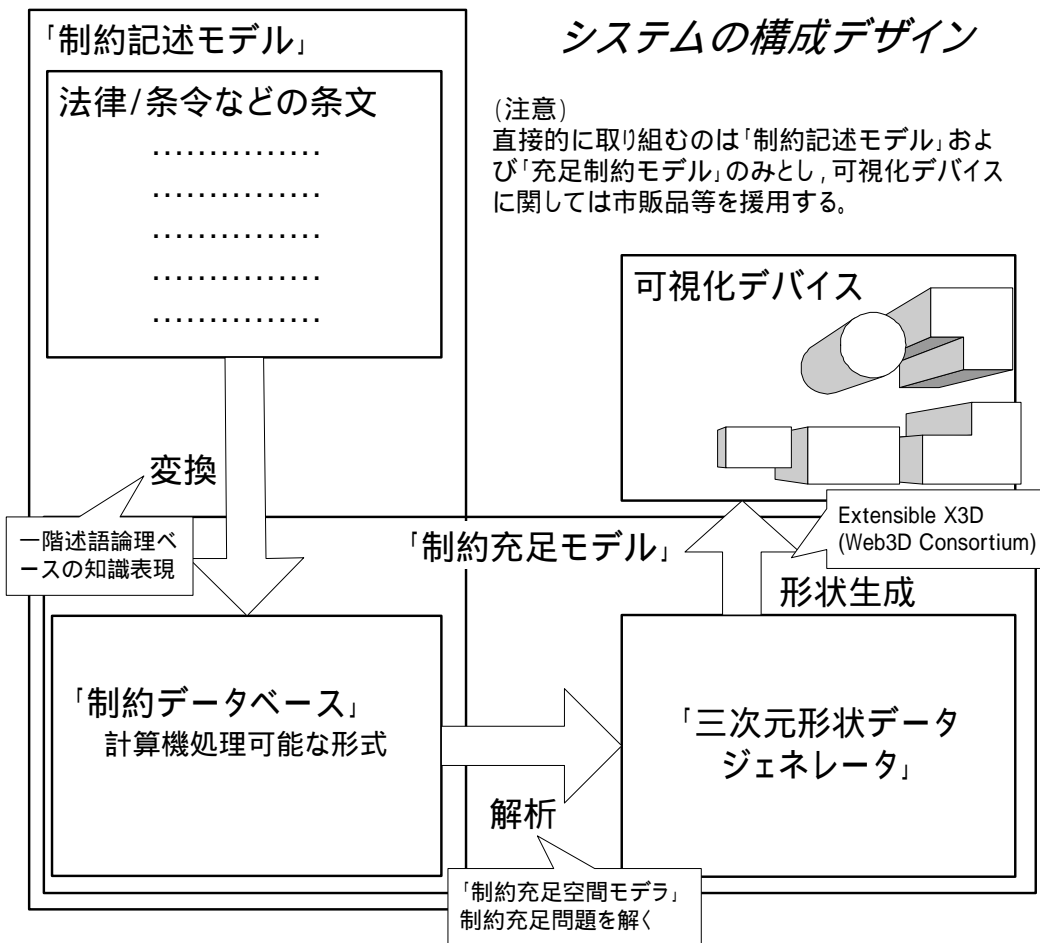 システムの構成デザイン
「制約記述モデル」
法律/条令などの条文
……………
……………
……………
……………
……………
(注意)
直接的に取り組むのは「制約記述モデル」およ
び「充足制約モデル」のみとし,可視化デバイス
に関しては市販品等を援用する。
可視化デバイス
変換
一階述語論理ベ
ースの知識表現
「制約充足モデル」
Extensible X3D
(Web3D Consortium)
形状生成
「制約データベース」
計算機処理可能な形式
「三次元形状データ
ジェネレータ」
解析
「制約充足空間モデラ」
制約充足問題を解く